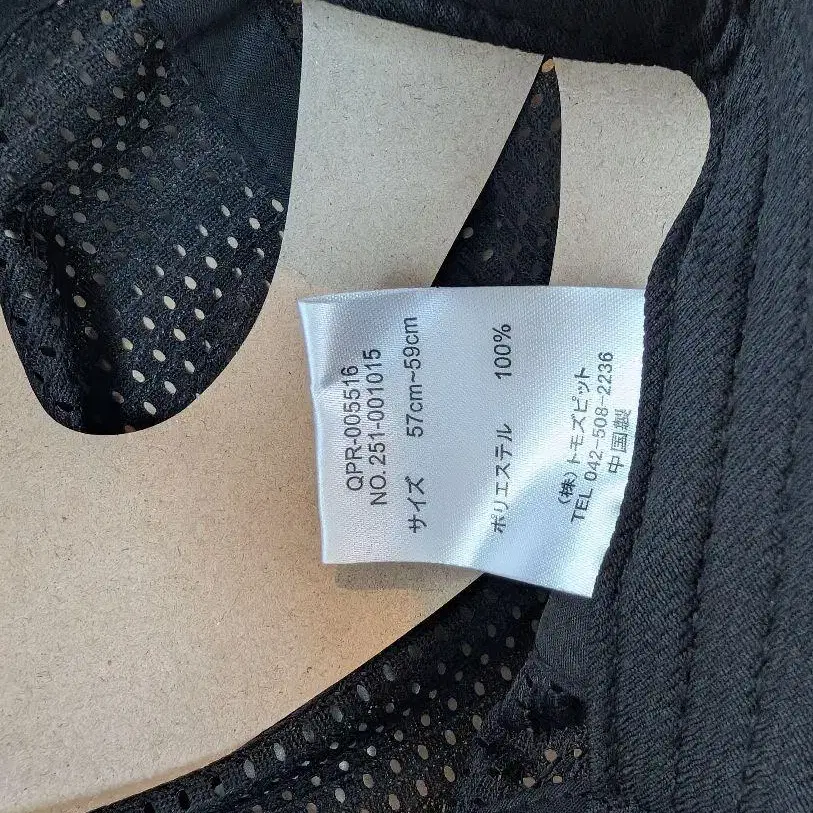 QPR-005516
NO. 251-001015
サイズ 57cm~59cm
ポリエステル 100%
(株)トモズピット
TEL 042-508-2236
中国製